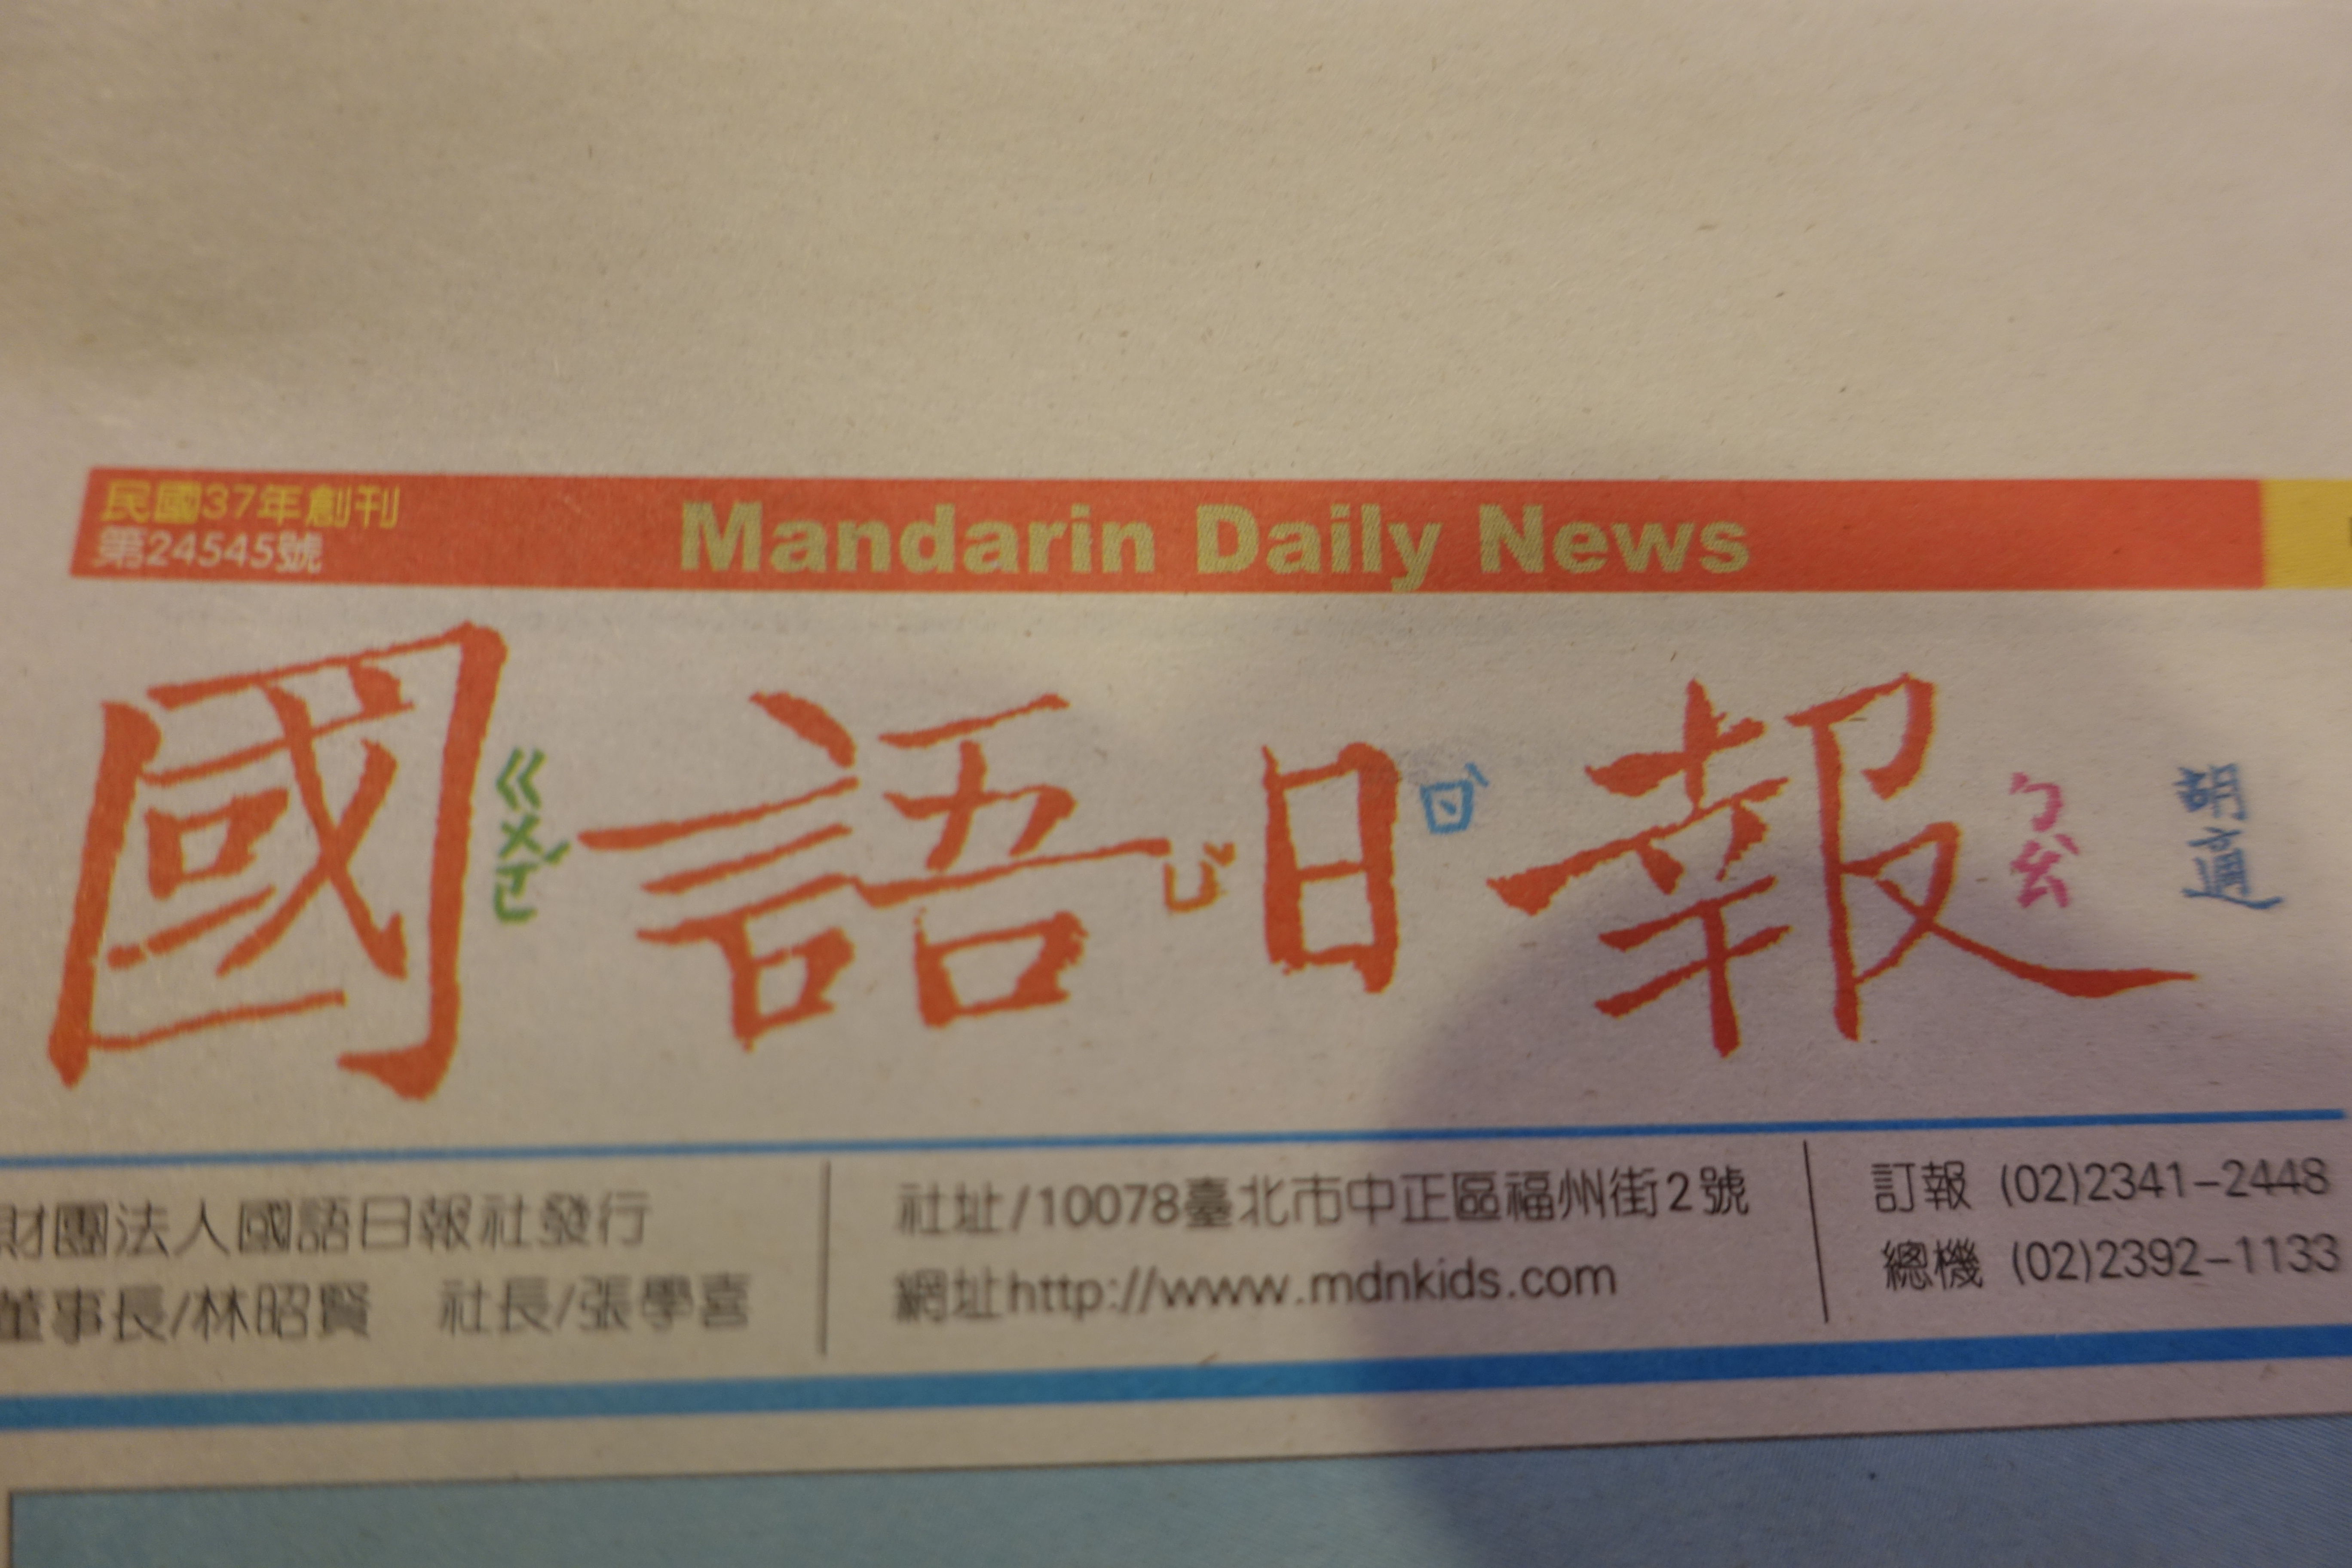 民國37年創刊
第24545號
Mandarin Daily News
國ㄍㄨㄛˊ語ㄩˇ日ㄖˋ報ㄅㄠˋ
胡適
財團法人國語日報社發行
董事長/林昭賢 社長/張學喜
社址/10078臺北市中正區福州街2號
網址http://www.mdnkids.com
訂報 (02)2341-2448
總機 (02)2392-1133